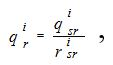 q^i_r = q^i_sr / r^i_sr ,